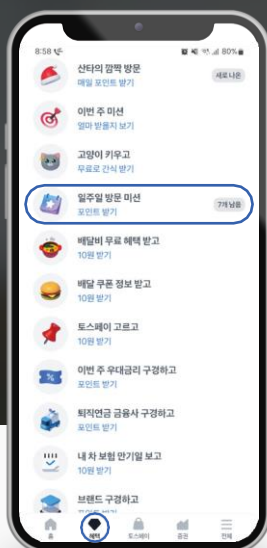 8:58
80%
산타의 깜짝 방문
매일 포인트 받기
새로 나온
이번 주 미션
얼마 받을지 보기
고양이 키우고
무료로 간식 받기
일주일 방문 미션
포인트 받기
7개 남음
배달비 무료 혜택 받고
10원 받기
배달 쿠폰 정보 받고
10원 받기
토스페이 고르고
10원 받기
이번 주 우대금리 구경하고
포인트 받기
퇴직연금 금융사 구경하고
포인트 받기
내 차 보험 만기일 보고
10원 받기
브랜드 구경하고
홈
혜택
토스페이
증권
전체